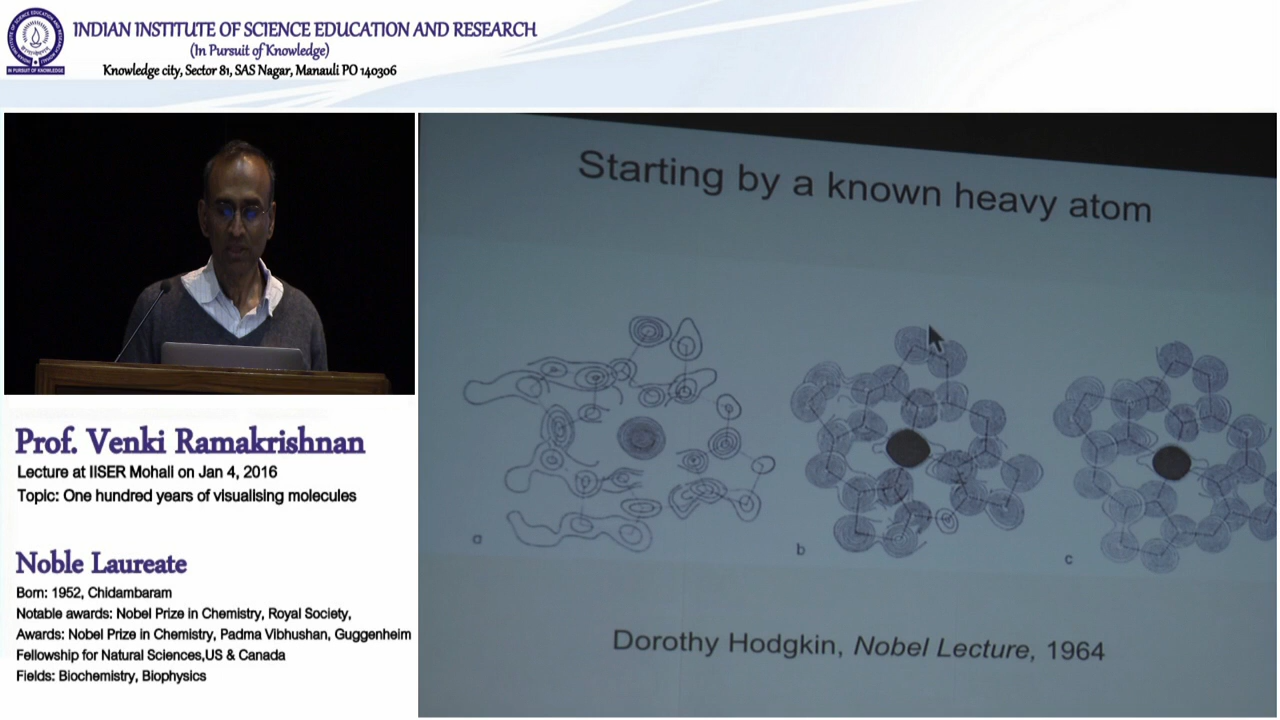 INDIAN INSTITUTE OF SCIENCE EDUCATION AND RESEARCH
(In Pursuit of Knowledge)
Knowledge city, Sector 81, SAS Nagar, Manauli PO 140306
IN PURSUIT OF KNOWLEDGE
Starting by a known heavy atom
a
b
c
Dorothy Hodgkin, Nobel Lecture, 1964
Prof. Venki Ramakrishnan
Lecture at IISER Mohali on Jan 4, 2016
Topic: One hundred years of visualising molecules
Noble Laureate
Born: 1952, Chidambaram
Notable awards: Nobel Prize in Chemistry, Royal Society,
Awards: Nobel Prize in Chemistry, Padma Vibhushan, Guggenheim
Fellowship for Natural Sciences,US & Canada
Fields: Biochemistry, Biophysics